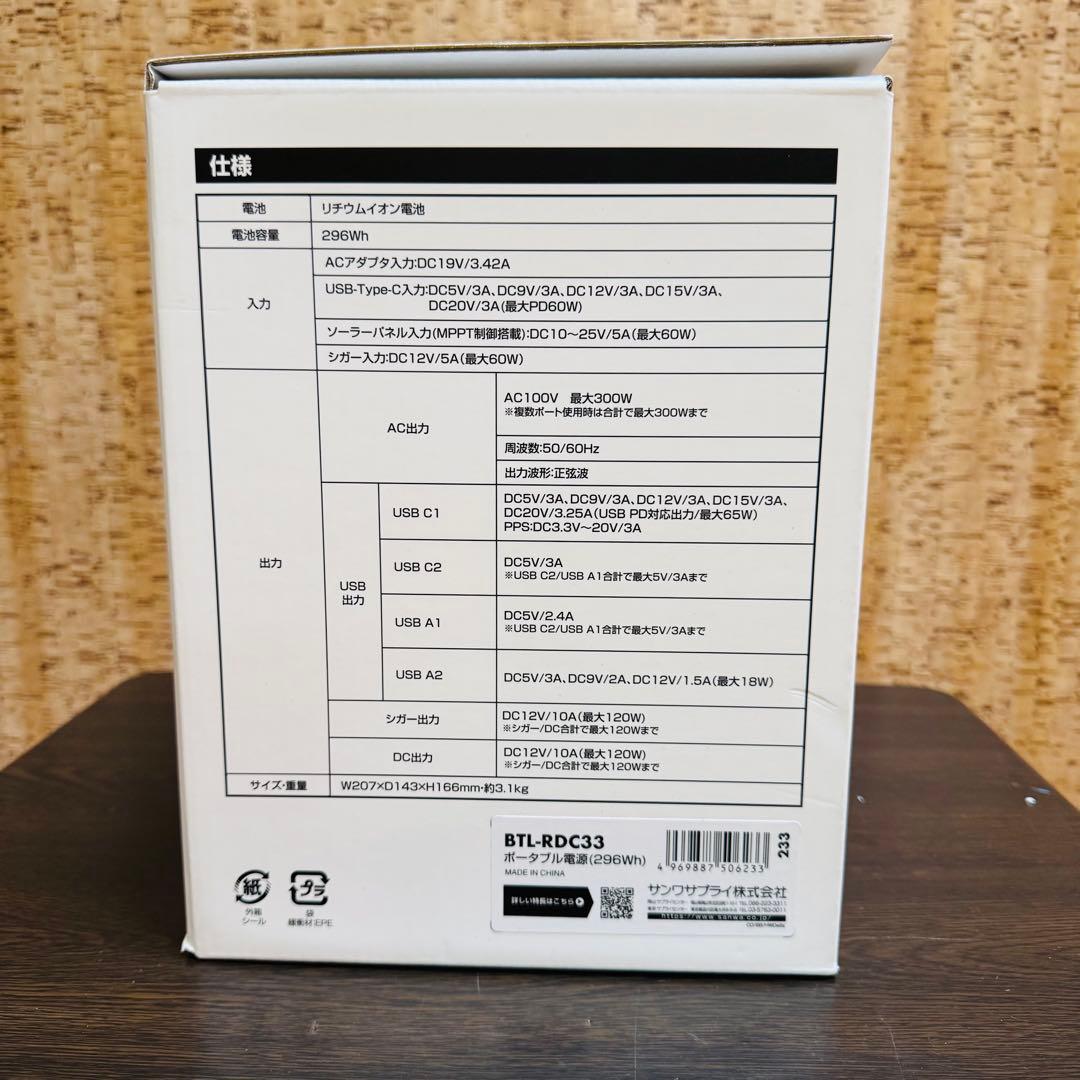 仕様
電池 リチウムイオン電池
電池容量 296Wh
入力
ACアダプタ入力:DC19V/3.42A
USB-Type-C入力:DC5V/3A、DC9V/3A、DC12V/3A、DC15V/3A、
DC20V/3A(最大PD60W)
ソーラーパネル入力(MPPT制御搭載):DC10〜25V/5A(最大60W)
シガー入力:DC12V/5A(最大60W)
出力
AC出力
AC100V 最大300W
※複数ポート使用時は合計で最大300Wまで
周波数:50/60Hz
出力波形:正弦波
USB
出力
USB C1
DC5V/3A、DC9V/3A、DC12V/3A、DC15V/3A、
DC20V/3.25A(USB PD対応出力/最大65W)
PPS:DC3.3V〜20V/3A
USB C2
DC5V/3A
※USB C2/USB A1合計で最大5V/3Aまで
USB A1
DC5V/2.4A
※USB C2/USB A1合計で最大5V/3Aまで
USB A2
DC5V/3A、DC9V/2A、DC12V/1.5A(最大18W)
シガー出力
DC12V/10A(最大120W)
※シガー/DC合計で最大120Wまで
DC出力
DC12V/10A(最大120W)
※シガー/DC合計で最大120Wまで
サイズ・重量 W207×D143×H166mm・約3.1kg
BTL-RDC33
ポータブル電源(296Wh)
MADE IN CHINA
4 969887 506233
233
詳しい特長はこちら
サンワサプライ株式会社
https://www.sanwa.co.jp/
紙
外箱
シール
プラ
袋
緩衝材:EPE